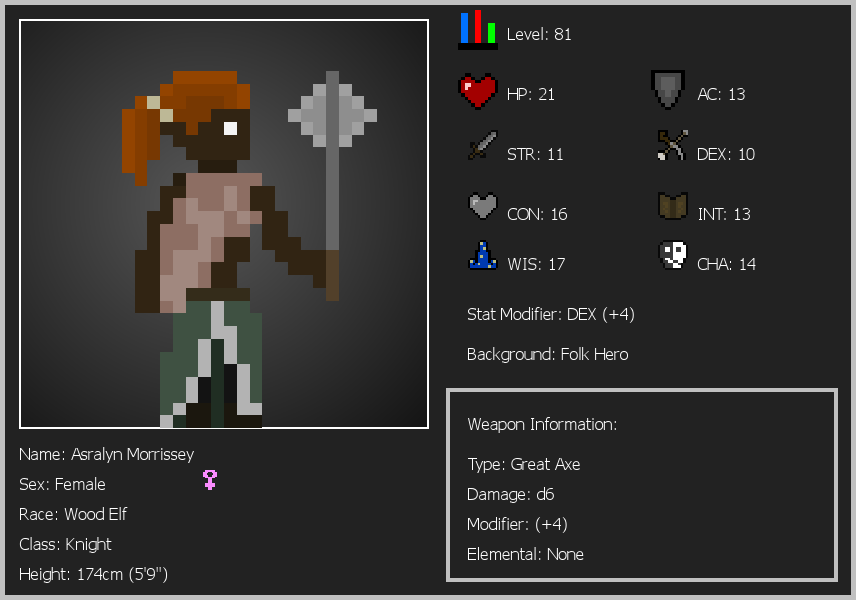 Level: 81
HP: 21
AC: 13
STR: 11
DEX: 10
CON: 16
INT: 13
WIS: 17
CHA: 14
Stat Modifier: DEX (+4)
Background: Folk Hero
Weapon Information:
Type: Great Axe
Damage: d6
Modifier: (+4)
Elemental: None
Name: Asralyn Morrissey
Sex: Female
Race: Wood Elf
Class: Knight
Height: 174cm (5'9")